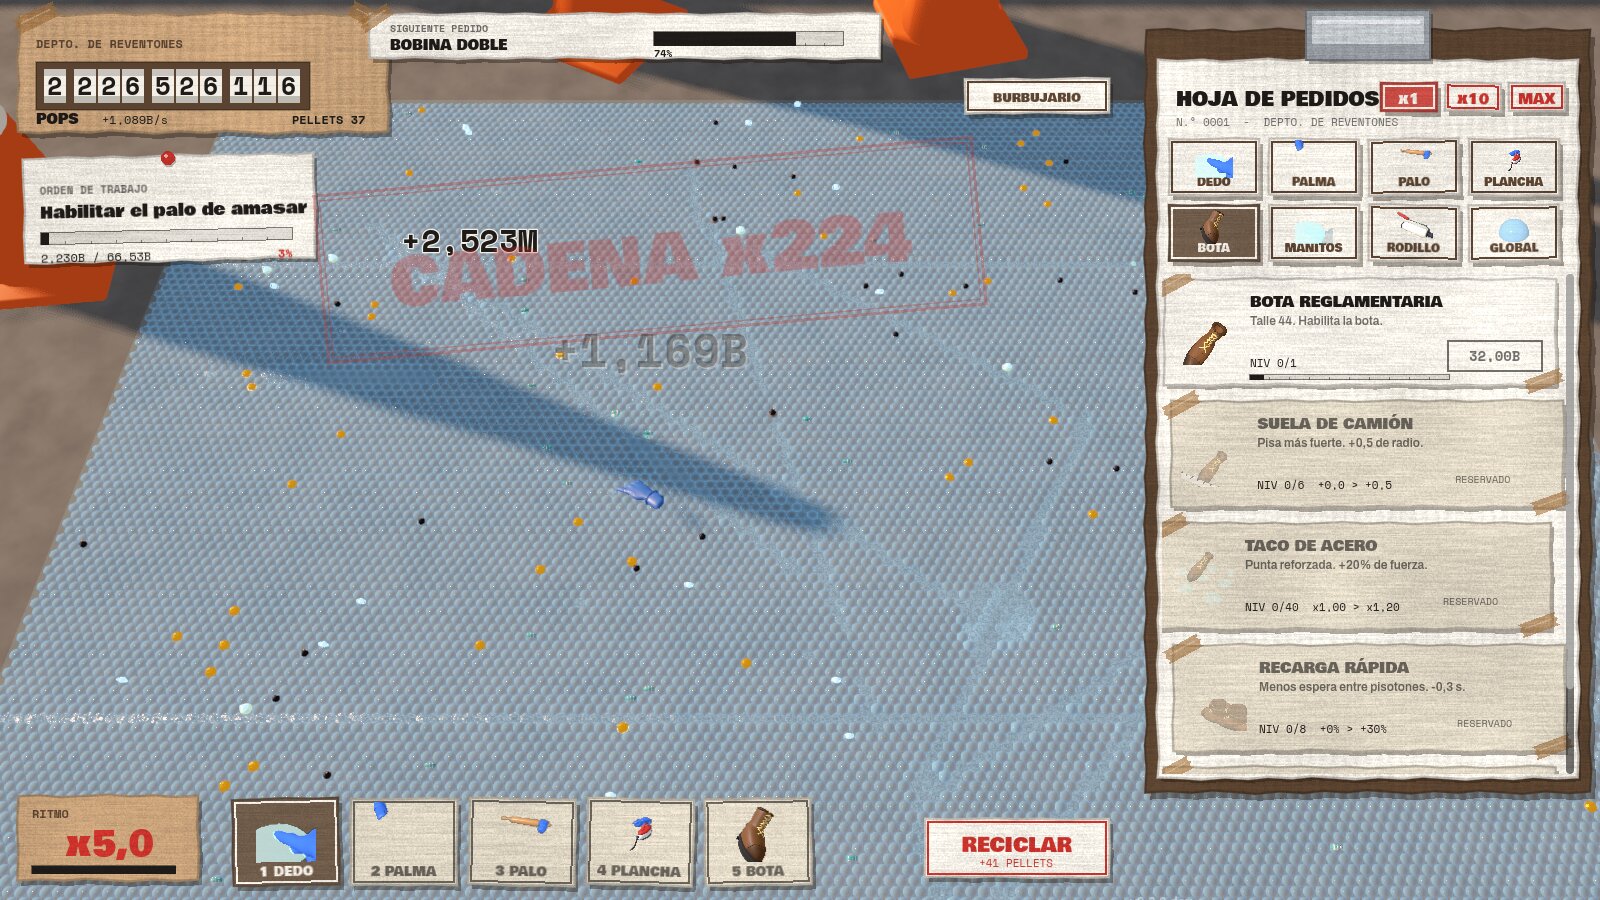 DEPTO. DE REVENTONES
2 226 526 116
POPS +1,089B/s PELLETS 37
SIGUIENTE PEDIDO
BOBINA DOBLE
74%
BURBUJARIO
ORDEN DE TRABAJO
Habilitar el palo de amasar
2,230B / 66,53B 3%
+2,523M
CADENA x224
+1,169B
HOJA DE PEDIDOS x1 x10 MAX
N.° 0001 - DEPTO. DE REVENTONES
DEDO PALMA PALO PLANCHA
BOTA MANITOS RODILLO GLOBAL
BOTA REGLAMENTARIA
Talle 44. Habilita la bota.
NIV 0/1 32,00B
SUELA DE CAMIÓN
Pisa más fuerte. +0,5 de radio.
NIV 0/6 +0,0 > +0,5 RESERVADO
TACO DE ACERO
Punta reforzada. +20% de fuerza.
NIV 0/40 x1,00 > x1,20 RESERVADO
RECARGA RÁPIDA
Menos espera entre pisotones. -0,3 s.
NIV 0/8 +0% > +30% RESERVADO
RITMO
x5,0
1 DEDO 2 PALMA 3 PALO 4 PLANCHA 5 BOTA
RECICLAR
+41 PELLETS